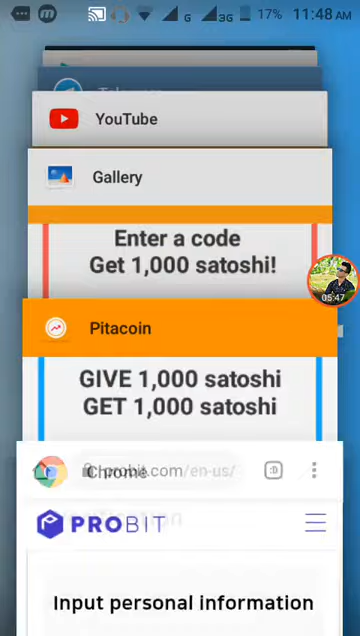 G 3G 17% 11:48 AM
YouTube
Gallery
Enter a code
Get 1,000 satoshi!
05:47
Pitacoin
GIVE 1,000 satoshi
GET 1,000 satoshi
Chrome
probit.com/en-us/
:D
PROBIT
Input personal information